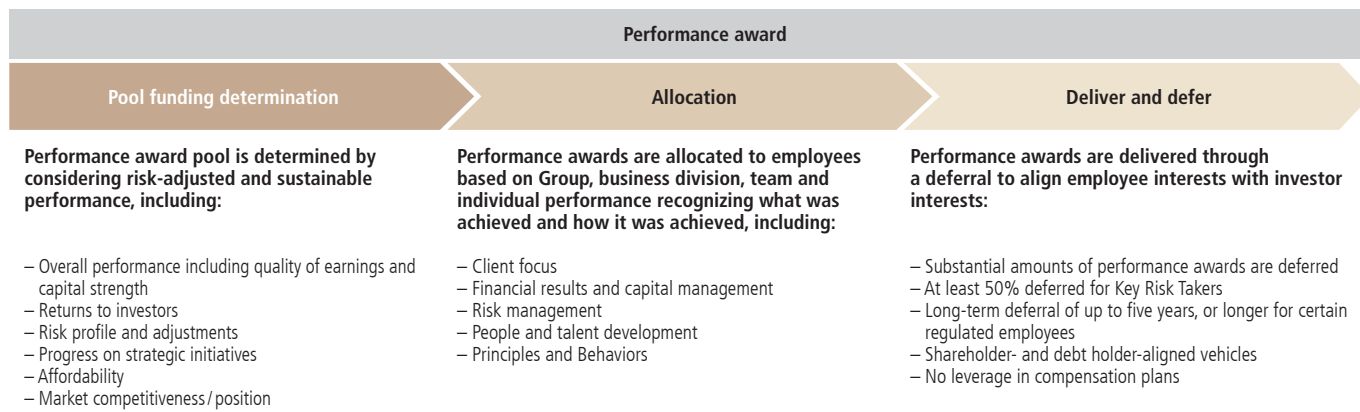 Performance award
Pool funding determination
Allocation
Deliver and defer
Performance award pool is determined by
considering risk-adjusted and sustainable
performance, including:
– Overall performance including quality of earnings and
capital strength
– Returns to investors
– Risk profile and adjustments
– Progress on strategic initiatives
– Affordability
– Market competitiveness / position
Performance awards are allocated to employees
based on Group, business division, team and
individual performance recognizing what was
achieved and how it was achieved, including:
– Client focus
– Financial results and capital management
– Risk management
– People and talent development
– Principles and Behaviors
Performance awards are delivered through
a deferral to align employee interests with investor
interests:
– Substantial amounts of performance awards are deferred
– At least 50% deferred for Key Risk Takers
– Long-term deferral of up to five years, or longer for certain
regulated employees
– Shareholder- and debt holder-aligned vehicles
– No leverage in compensation plans